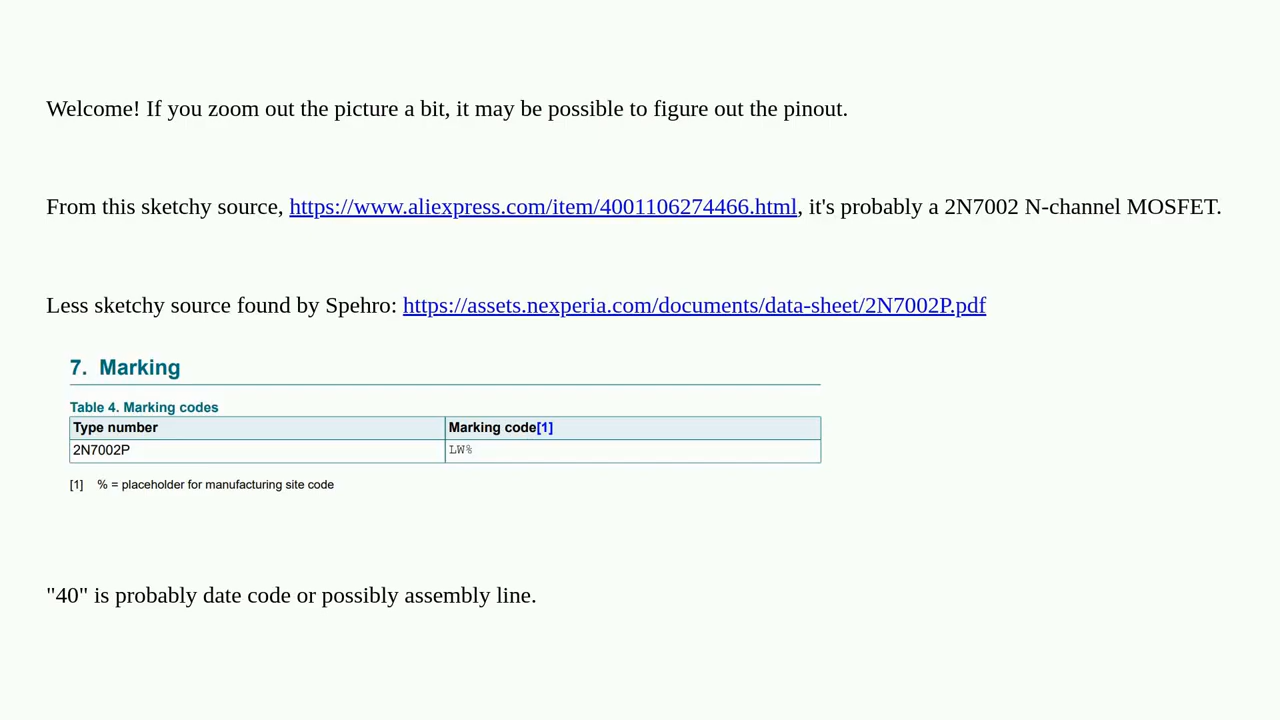 Welcome! If you zoom out the picture a bit, it may be possible to figure out the pinout.
From this sketchy source, https://www.aliexpress.com/item/4001106274466.html, it's probably a 2N7002 N-channel MOSFET.
Less sketchy source found by Spehro: https://assets.nexperia.com/documents/data-sheet/2N7002P.pdf
7. Marking
Table 4. Marking codes
Type number Marking code[1]
2N7002P LW%
[1] % = placeholder for manufacturing site code
"40" is probably date code or possibly assembly line.